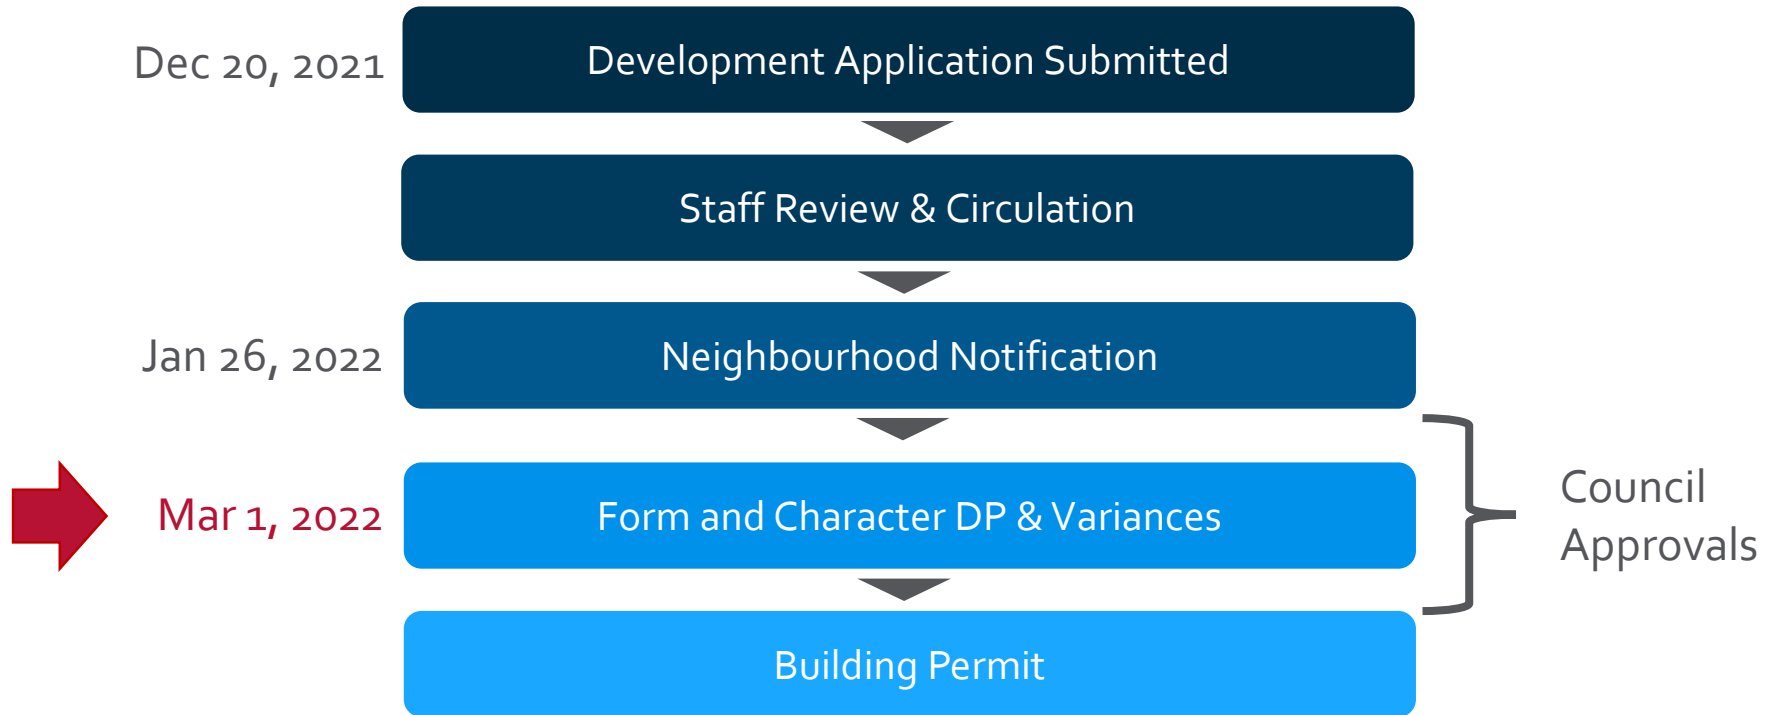 Dec 20, 2021
Development Application Submitted
Staff Review & Circulation
Jan 26, 2022
Neighbourhood Notification
Mar 1, 2022
Form and Character DP & Variances
Council
Approvals
Building Permit